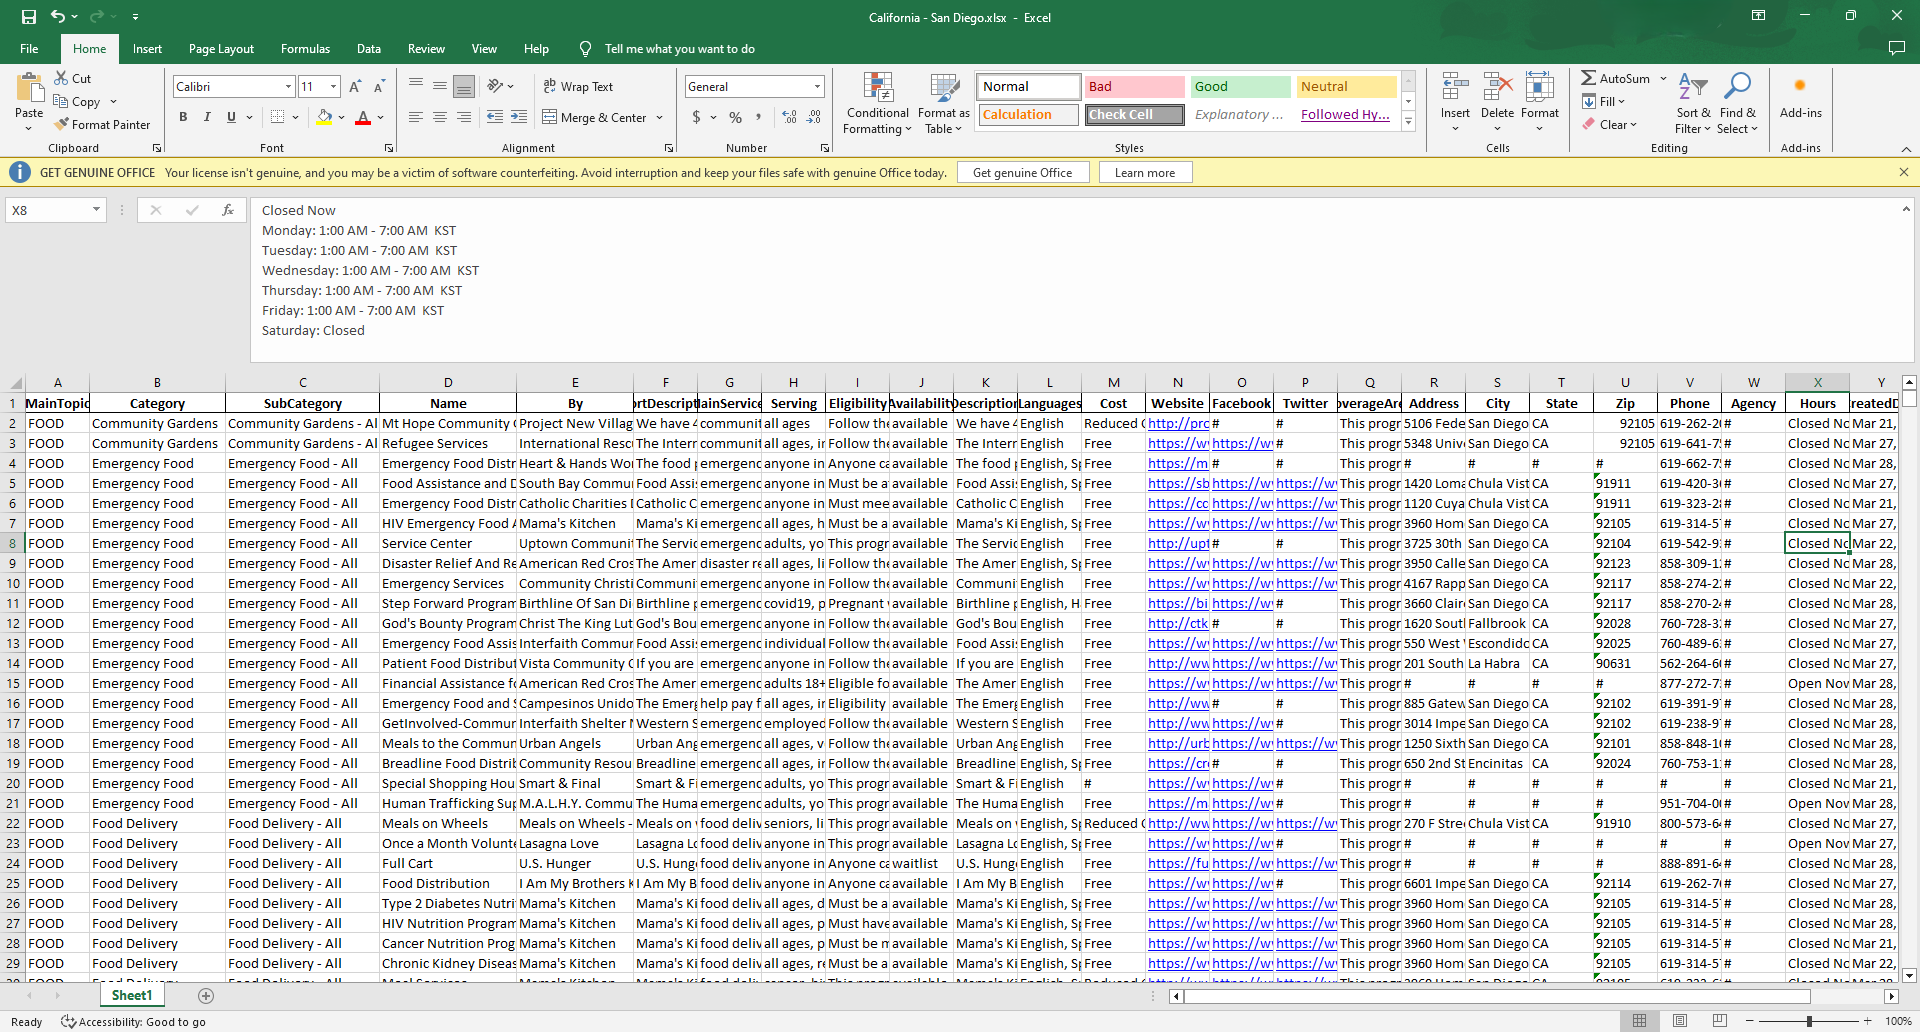 California - San Diego.xlsx - Excel
File Home Insert Page Layout Formulas Data Review View Help Tell me what you want to do
Paste Cut Copy Format Painter Clipboard
Calibri 11 B I U Font
Wrap Text Merge & Center Alignment
General $ % Number
Conditional Formatting Format as Table Normal Bad Good Neutral Calculation Check Cell Explanatory ... Followed Hy... Styles
Insert Delete Format Cells
AutoSum Fill Clear Sort & Filter Find & Select Editing
Add-ins Add-ins
GET GENUINE OFFICE Your license isn't genuine, and you may be a victim of software counterfeiting. Avoid interruption and keep your files safe with genuine Office today. Get genuine Office Learn more
X8 fx
Closed Now
Monday: 1:00 AM - 7:00 AM KST
Tuesday: 1:00 AM - 7:00 AM KST
Wednesday: 1:00 AM - 7:00 AM KST
Thursday: 1:00 AM - 7:00 AM KST
Friday: 1:00 AM - 7:00 AM KST
Saturday: Closed
A B C D E F G H I J K L M N O P Q R S T U V W X Y
1 MainTopic Category SubCategory Name By Serving Eligibility Availability Description Languages Cost Website Facebook Twitter Address City State Zip Phone Agency Hours
2 FOOD Community Gardens Community Gardens - Al Mt Hope Community Project New Villag We have 4 communit all ages Follow the available We have 4 English Reduced http://prc # # This progr 5106 Fede San Diego CA 92105 619-262-2 # Closed No Mar 21,
3 FOOD Community Gardens Community Gardens - Al Refugee Services International Resc The Intern communit all ages, i Follow the available The Intern English Free https://w https://w # This progr 5348 Univ San Diego CA 92105 619-641-7 # Closed No Mar 27,
4 FOOD Emergency Food Emergency Food - All Emergency Food Distr Heart & Hands Wo The food emergenc anyone in Anyone ca available The food English, S Free https://m # # This progr # # # # 619-662-7 # Closed No Mar 28,
5 FOOD Emergency Food Emergency Food - All Food Assistance and D South Bay Commu Food Assi emergenc anyone in Must be a available Food Assi English, S Free https://sb https://w https://w This progr 1420 Loma Chula Vist CA 91911 619-420-3 # Closed No Mar 27,
6 FOOD Emergency Food Emergency Food - All Emergency Food Distr Catholic Charities Catholic C emergenc anyone in Must mee available Catholic C English Free https://cc https://w https://w This progr 1120 Cuya Chula Vist CA 91911 619-323-2 # Closed No Mar 21,
7 FOOD Emergency Food Emergency Food - All HIV Emergency Food Mama's Kitchen Mama's Ki emergenc all ages, h Must be a available Mama's Ki English, S Free https://w https://w https://w This progr 3960 Hom San Diego CA 92105 619-314-5 # Closed No Mar 27,
8 FOOD Emergency Food Emergency Food - All Service Center Uptown Communi The Servic emergenc adults, yo This progr available The Servic English Free http://upt # # This progr 3725 30th San Diego CA 92104 619-542-9 # Closed No Mar 22,
9 FOOD Emergency Food Emergency Food - All Disaster Relief And Re American Red Cros The Amer disaster re all ages, li Follow the available The Amer English, S Free https://w https://w https://w This progr 3950 Calle San Diego CA 92123 858-309-1 # Closed No Mar 28,
10 FOOD Emergency Food Emergency Food - All Emergency Services Community Christi Communi emergenc anyone in Follow the available Communi English Free https://w https://w https://w This progr 4167 Rapp San Diego CA 92117 858-274-2 # Closed No Mar 22,
11 FOOD Emergency Food Emergency Food - All Step Forward Program Birthline Of San Di Birthline p emergenc covid19, p Pregnant available Birthline p English, H Free https://bi https://w # This progr 3660 Clair San Diego CA 92117 858-270-2 # Closed No Mar 28,
12 FOOD Emergency Food Emergency Food - All God's Bounty Program Christ The King Lut God's Bou emergenc anyone in Follow the available God's Bou English Free http://ctk # # This progr 1620 Sout Fallbrook CA 92028 760-728-3 # Closed No Mar 27,
13 FOOD Emergency Food Emergency Food - All Emergency Food Assis Interfaith Commun Food Assi emergenc individual Follow the available Food Assi English Free https://w https://w https://w This progr 550 West Escondido CA 92025 760-489-6 # Closed No Mar 27,
14 FOOD Emergency Food Emergency Food - All Patient Food Distribut Vista Community C If you are emergenc anyone in Follow the available If you are English Free http://ww https://w https://w This progr 201 South La Habra CA 90631 562-264-6 # Closed No Mar 27,
15 FOOD Emergency Food Emergency Food - All Financial Assistance fo American Red Cros The Amer emergenc adults 18+ Eligible fo available The Amer English Free https://w https://w https://w This progr # # # # 877-272-7 # Open Now Mar 28,
16 FOOD Emergency Food Emergency Food - All Emergency Food and S Campesinos Unido The Emerg help pay f all ages, i Eligibility available The Emerg English Free http://ww # # This progr 885 Gatew San Diego CA 92102 619-391-9 # Closed No Mar 28,
17 FOOD Emergency Food Emergency Food - All GetInvolved-Commun Interfaith Shelter Western S emergenc employed Follow the available Western S English Free http://ww https://w # This progr 3014 Impe San Diego CA 92102 619-238-9 # Closed No Mar 28,
18 FOOD Emergency Food Emergency Food - All Meals to the Commun Urban Angels Urban Ang emergenc all ages, v Follow the available Urban Ang English Free http://urb https://w https://w This progr 1250 Sixth San Diego CA 92101 858-848-1 # Closed No Mar 28,
19 FOOD Emergency Food Emergency Food - All Breadline Food Distrib Community Resou Breadline emergenc all ages, i Follow the available Breadline English, S Free https://cr # # This progr 650 2nd St Encinitas CA 92024 760-753-1 # Closed No Mar 28,
20 FOOD Emergency Food Emergency Food - All Special Shopping Hou Smart & Final Smart & Fi emergenc adults, yo This progr available Smart & Fi English # https://w https://w # This progr # # # # # # Closed No Mar 21,
21 FOOD Emergency Food Emergency Food - All Human Trafficking Sup M.A.L.H.Y. Commu The Huma emergenc adults, yo This progr available The Huma English Free https://m https://w # This progr # # # # 951-704-0 # Open Now Mar 28,
22 FOOD Food Delivery Food Delivery - All Meals on Wheels Meals on Wheels - Meals on food deliv seniors, li This progr available Meals on English, S Reduced http://ww https://w https://w This progr 270 F Stree Chula Vist CA 91910 800-573-6 # Closed No Mar 27,
23 FOOD Food Delivery Food Delivery - All Once a Month Volunte Lasagna Love Lasagna Lo food deliv anyone in This progr available Lasagna Lo English Free https://w https://w # This progr # # # # # # Open Now Mar 27,
24 FOOD Food Delivery Food Delivery - All Full Cart U.S. Hunger U.S. Hung food deliv anyone in Anyone ca waitlist U.S. Hung English Free https://fu https://w https://w This progr # # # # 888-891-6 # Closed No Mar 28,
25 FOOD Food Delivery Food Delivery - All Food Distribution I Am My Brothers K I Am My B food deliv anyone in Anyone ca available I Am My B English Free https://w https://w # This progr 6601 Impe San Diego CA 92114 619-262-7 # Closed No Mar 27,
26 FOOD Food Delivery Food Delivery - All Type 2 Diabetes Nutri Mama's Kitchen Mama's Ki food deliv all ages, d Must be a available Mama's Ki English, S Free https://w https://w https://w This progr 3960 Hom San Diego CA 92105 619-314-5 # Closed No Mar 28,
27 FOOD Food Delivery Food Delivery - All HIV Nutrition Program Mama's Kitchen Mama's Ki food deliv all ages, p Must have available Mama's Ki English, S Free https://w https://w https://w This progr 3960 Hom San Diego CA 92105 619-314-5 # Closed No Mar 27,
28 FOOD Food Delivery Food Delivery - All Cancer Nutrition Prog Mama's Kitchen Mama's Ki food deliv all ages, p Must be m available Mama's Ki English, S Free https://w https://w https://w This progr 3960 Hom San Diego CA 92105 619-314-5 # Closed No Mar 21,
29 FOOD Food Delivery Food Delivery - All Chronic Kidney Diseas Mama's Kitchen Mama's Ki food deliv all ages, r Must be a available Mama's Ki English, S Free https://w https://w https://w This progr 3960 Hom San Diego CA 92105 619-314-5 # Closed No Mar 22,
Sheet1
Ready Accessibility: Good to go 100%